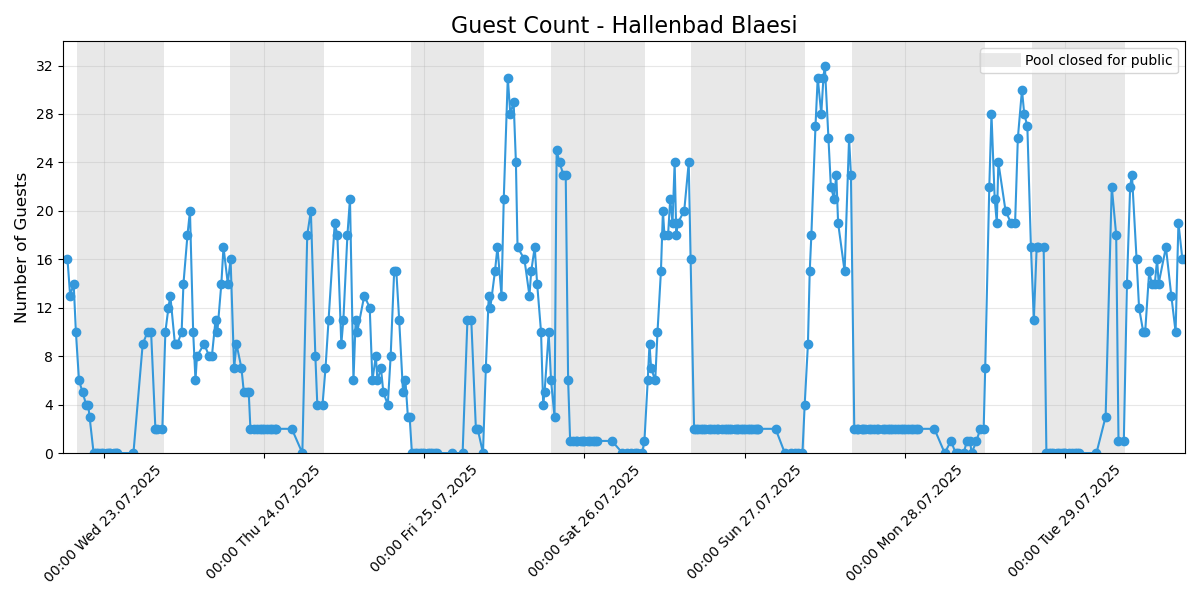 Guest Count - Hallenbad Blaesi
Pool closed for public
Number of Guests
32
28
24
20
16
12
8
4
0
00:00 Wed 23.07.2025
00:00 Thu 24.07.2025
00:00 Fri 25.07.2025
00:00 Sat 26.07.2025
00:00 Sun 27.07.2025
00:00 Mon 28.07.2025
00:00 Tue 29.07.2025